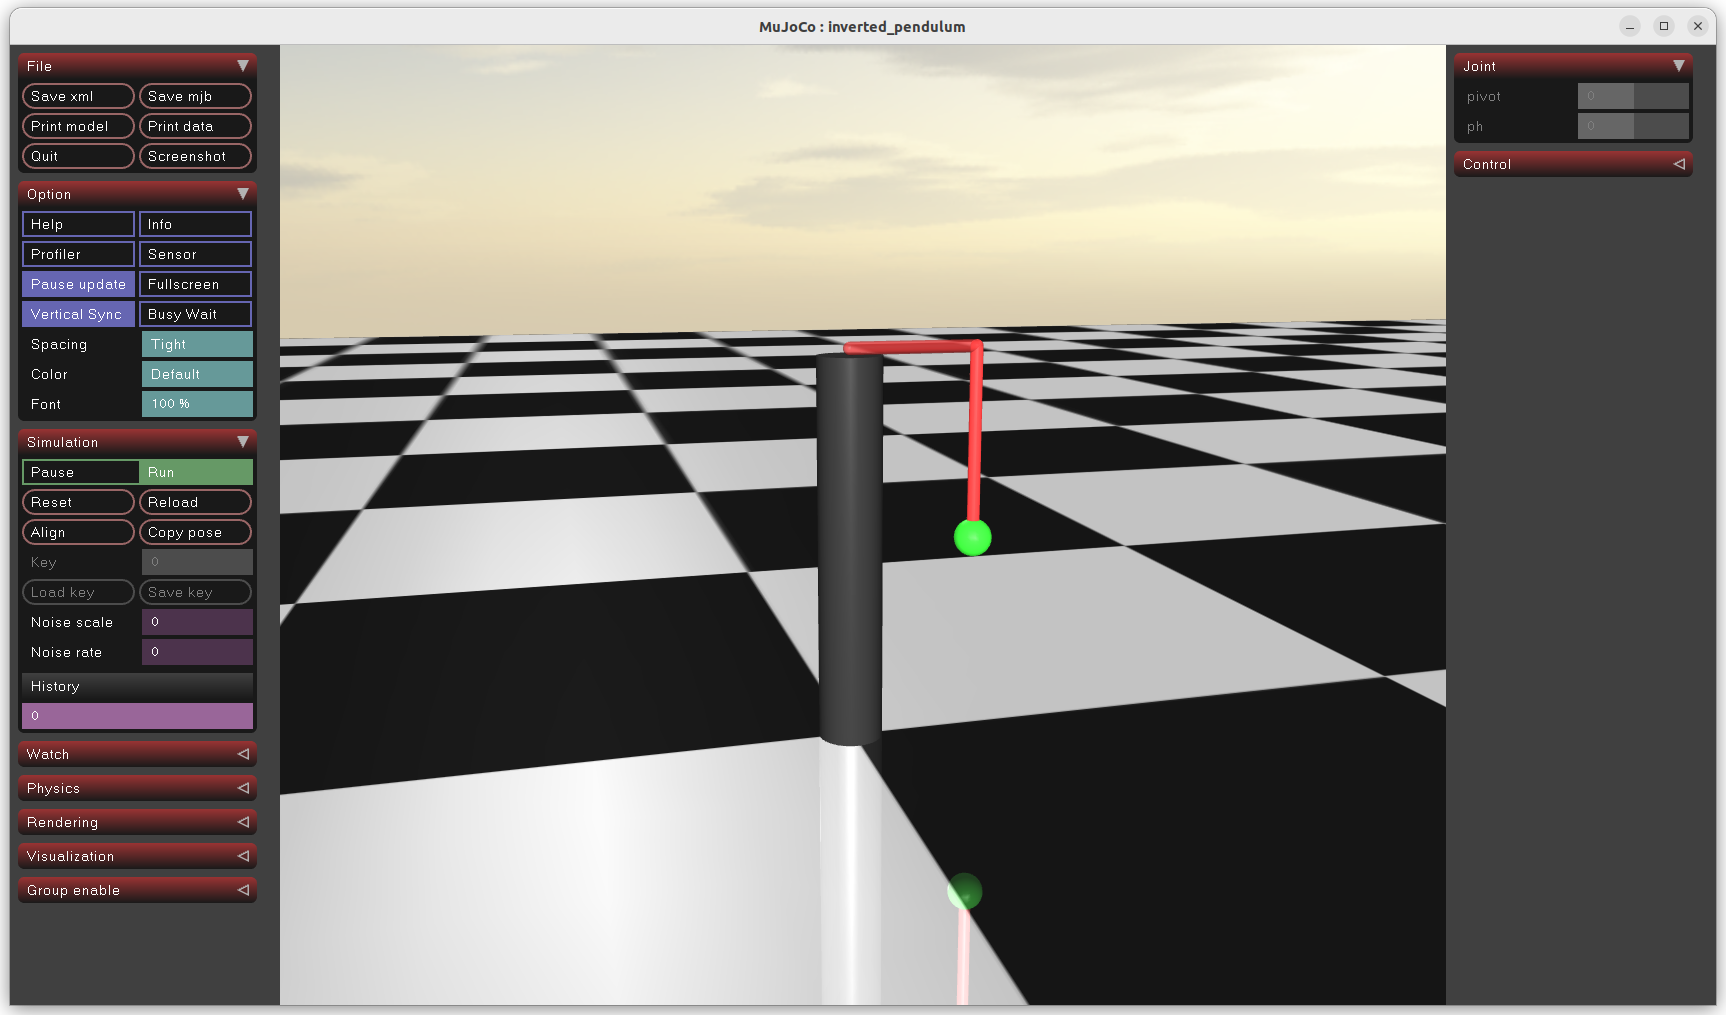 MuJoCo : inverted_pendulum
File
Save xml
Save mjb
Print model
Print data
Quit
Screenshot
Option
Help
Info
Profiler
Sensor
Pause update
Fullscreen
Vertical Sync
Busy Wait
Spacing
Tight
Color
Default
Font
100 %
Simulation
Pause
Run
Reset
Reload
Align
Copy pose
Key
0
Load key
Save key
Noise scale
0
Noise rate
0
History
0
Watch
Physics
Rendering
Visualization
Group enable
Joint
pivot
0
ph
0
Control